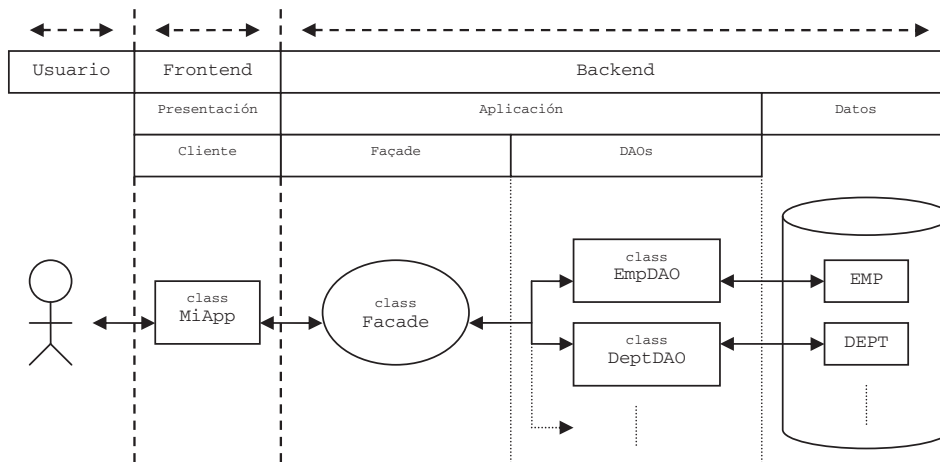 Usuario Frontend Backend
Presentación Aplicación Datos
Cliente Façade DAOs
class
MiApp
class
Facade
class
EmpDAO
class
DeptDAO
EMP
DEPT